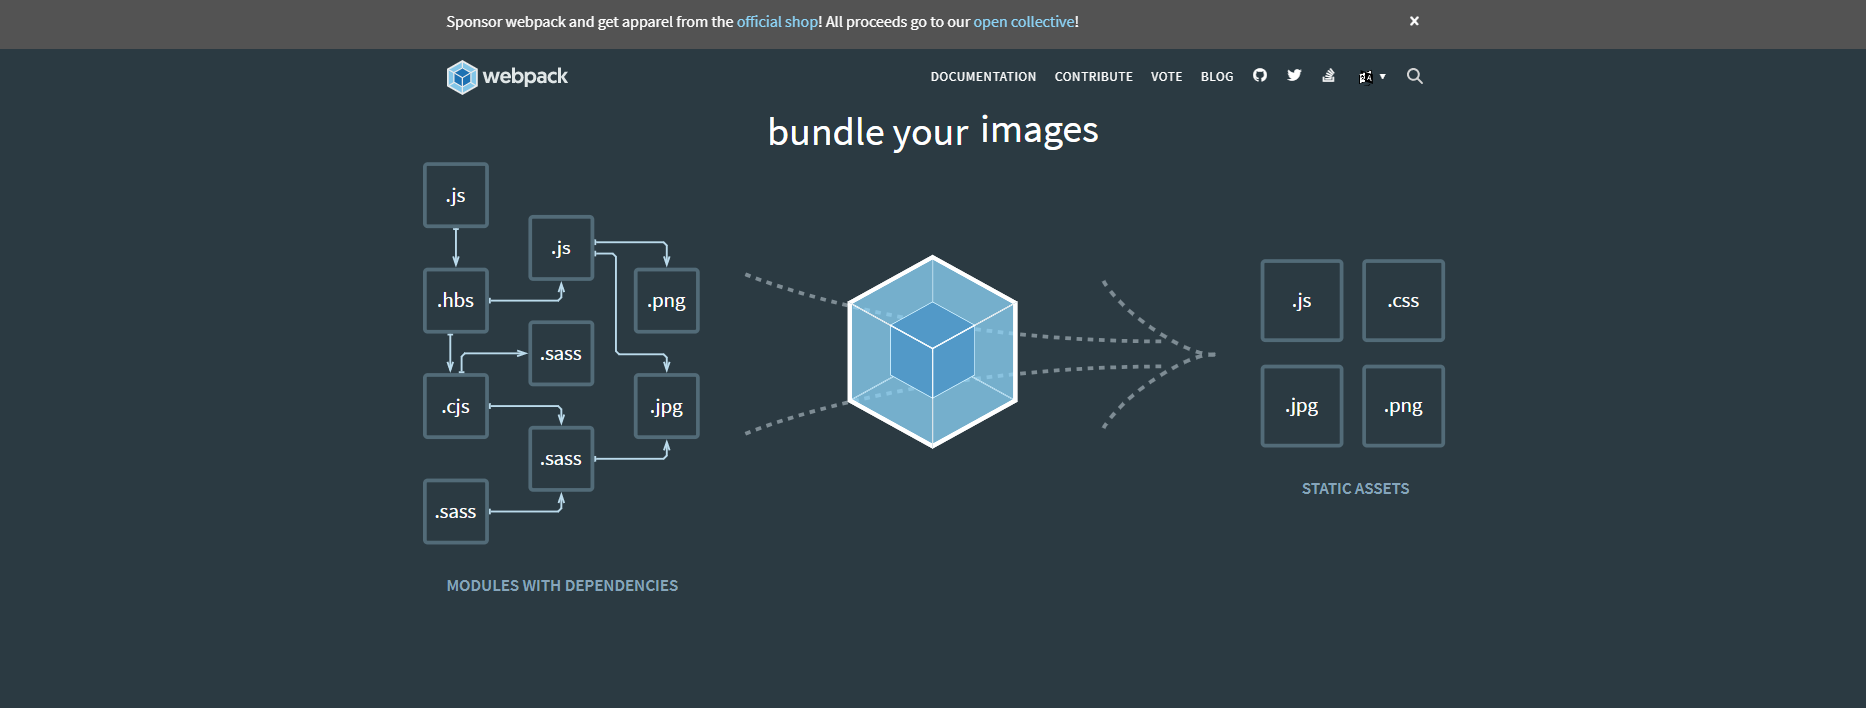 Sponsor webpack and get apparel from the official shop! All proceeds go to our open collective!
webpack
DOCUMENTATION CONTRIBUTE VOTE BLOG
bundle your images
.js
.js
.hbs
.png
.sass
.cjs
.jpg
.sass
.sass
MODULES WITH DEPENDENCIES
.js .css
.jpg .png
STATIC ASSETS